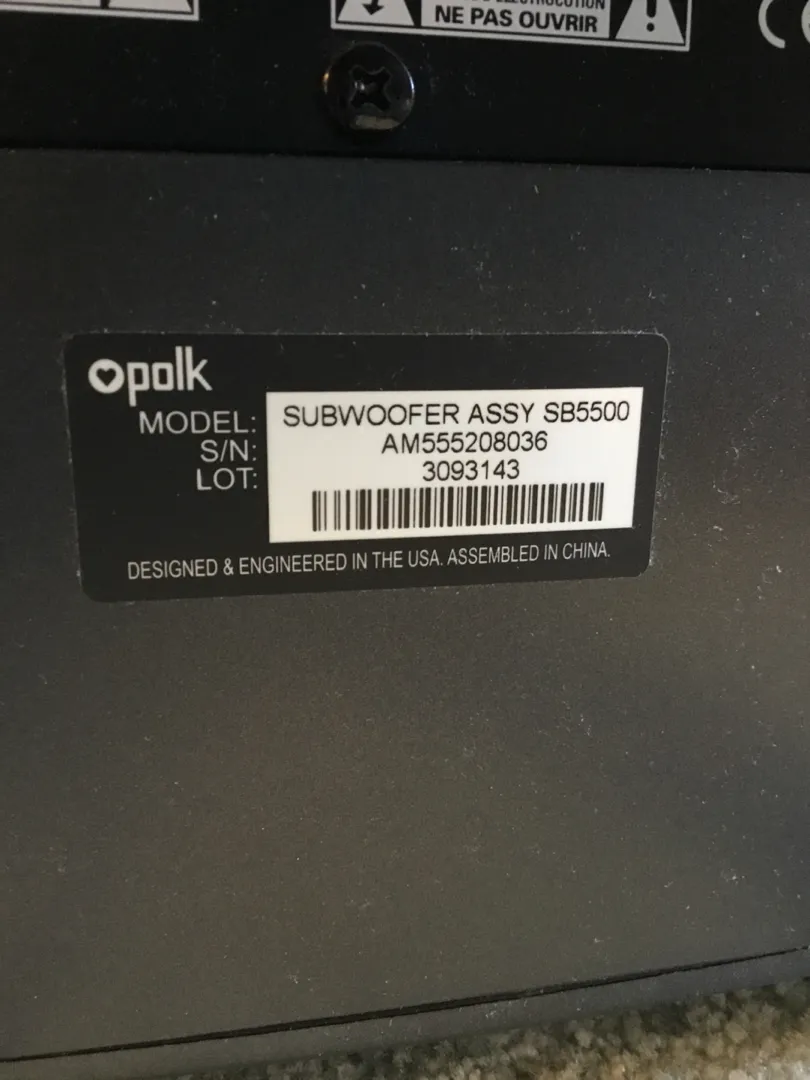 NE PAS OUVRIR
polk
MODEL: SUBWOOFER ASSY SB5500
S/N: AM555208036
LOT: 3093143
DESIGNED & ENGINEERED IN THE USA. ASSEMBLED IN CHINA.